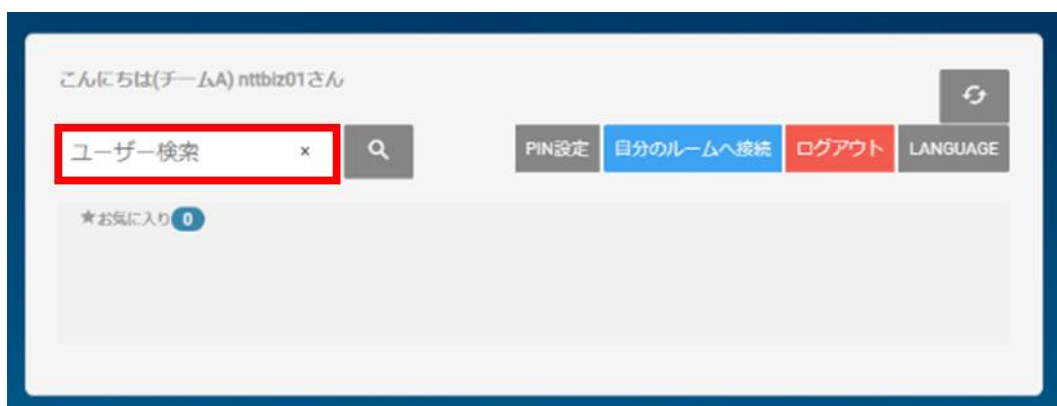 こんにちは(チームA) nttbiz01さん
ユーザー検索 ×
PIN設定 自分のルームへ接続 ログアウト LANGUAGE
★お気に入り 0